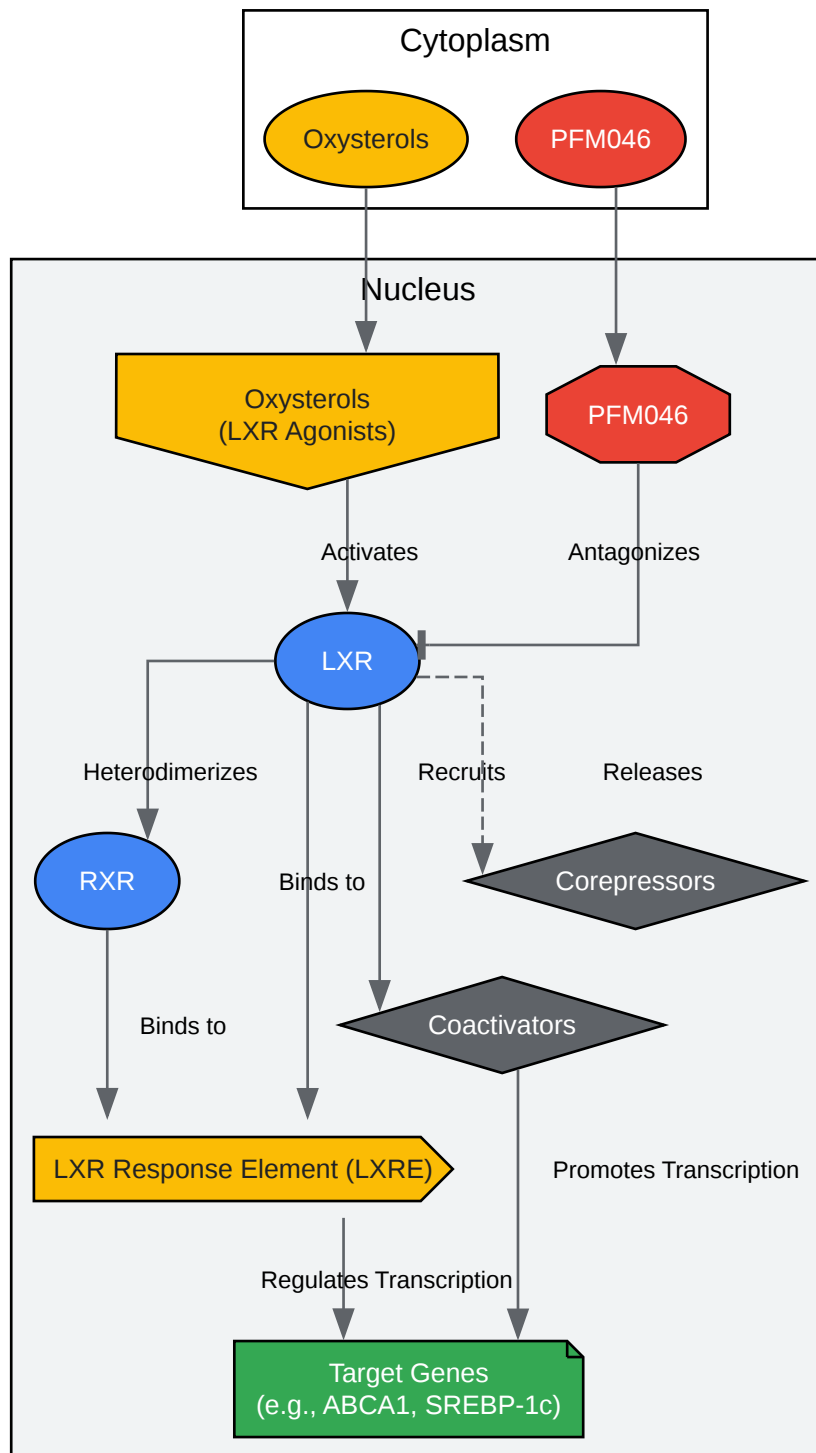 Cytoplasm
Oxysterols
PFM046
Nucleus
Oxysterols
(LXR Agonists)
PFM046
Activates
Antagonizes
LXR
Heterodimerizes
Recruits
Releases
RXR
Binds to
Corepressors
Binds to
Coactivators
LXR Response Element (LXRE)
Promotes Transcription
Regulates Transcription
Target Genes
(e.g., ABCA1, SREBP-1c)